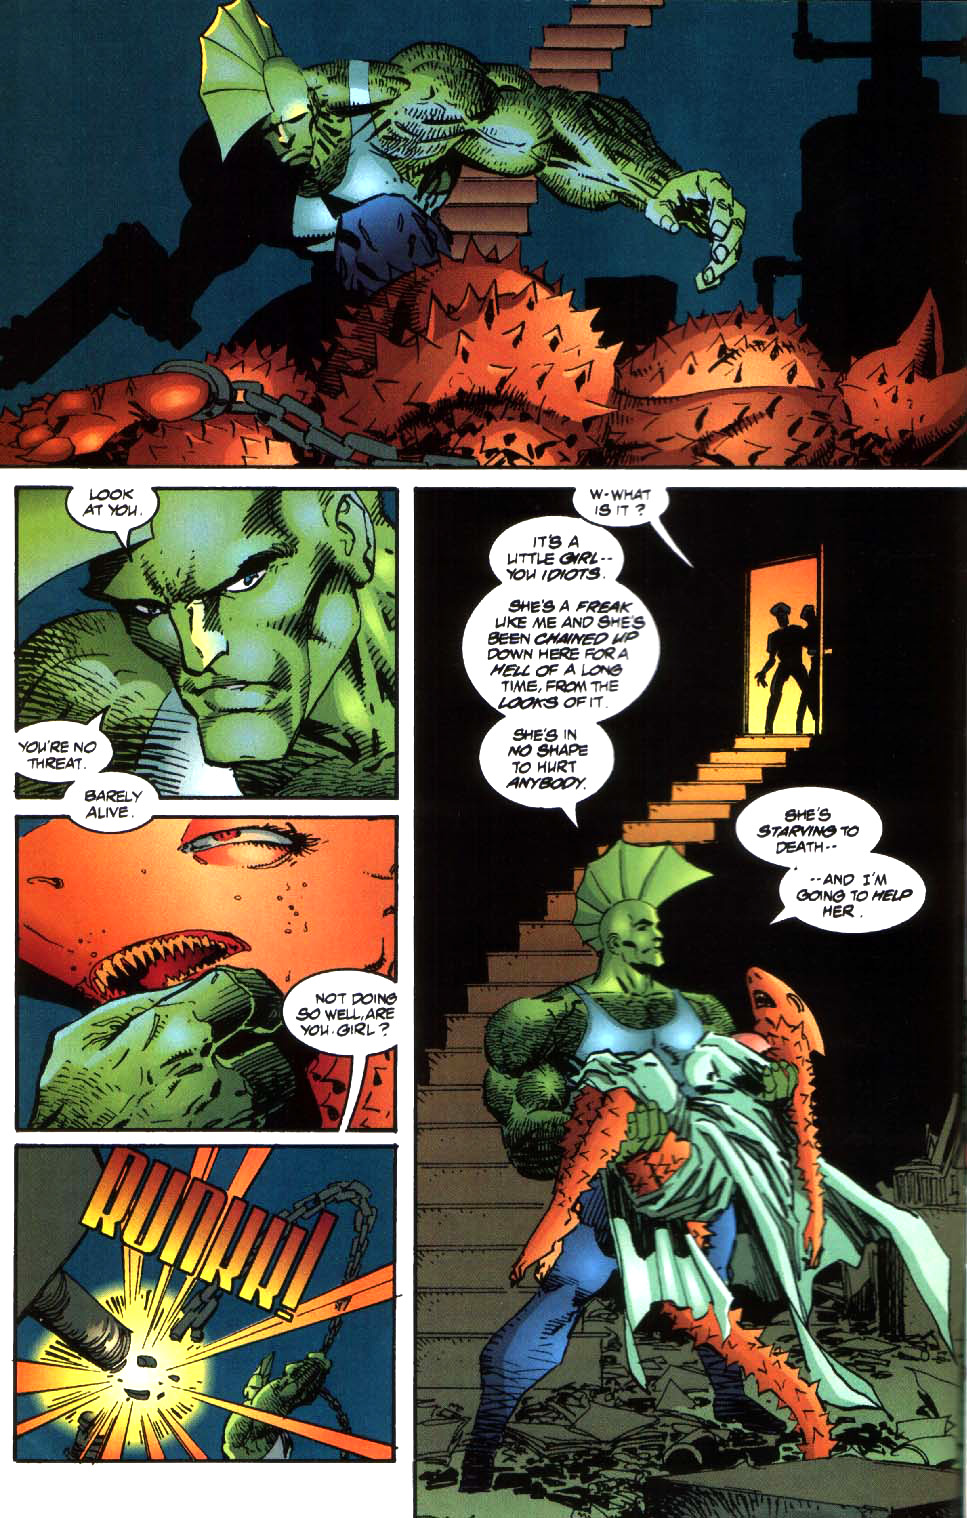 LOOK
AT YOU.
YOU'RE NO
THREAT.
BARELY
ALIVE.
NOT DOING
SO WELL, ARE
YOU, GIRL?
RUNKH!
W-WHAT
IS IT?
IT'S A
LITTLE GIRL--
YOU IDIOTS.
SHE'S A FREAK
LIKE ME AND SHE'S
BEEN CHAINED UP
DOWN HERE FOR A
HELL OF A LONG
TIME, FROM THE
LOOKS OF IT.
SHE'S IN
NO SHAPE
TO HURT
ANYBODY.
SHE'S
STARVING TO
DEATH--
--AND I'M
GOING TO HELP
HER.